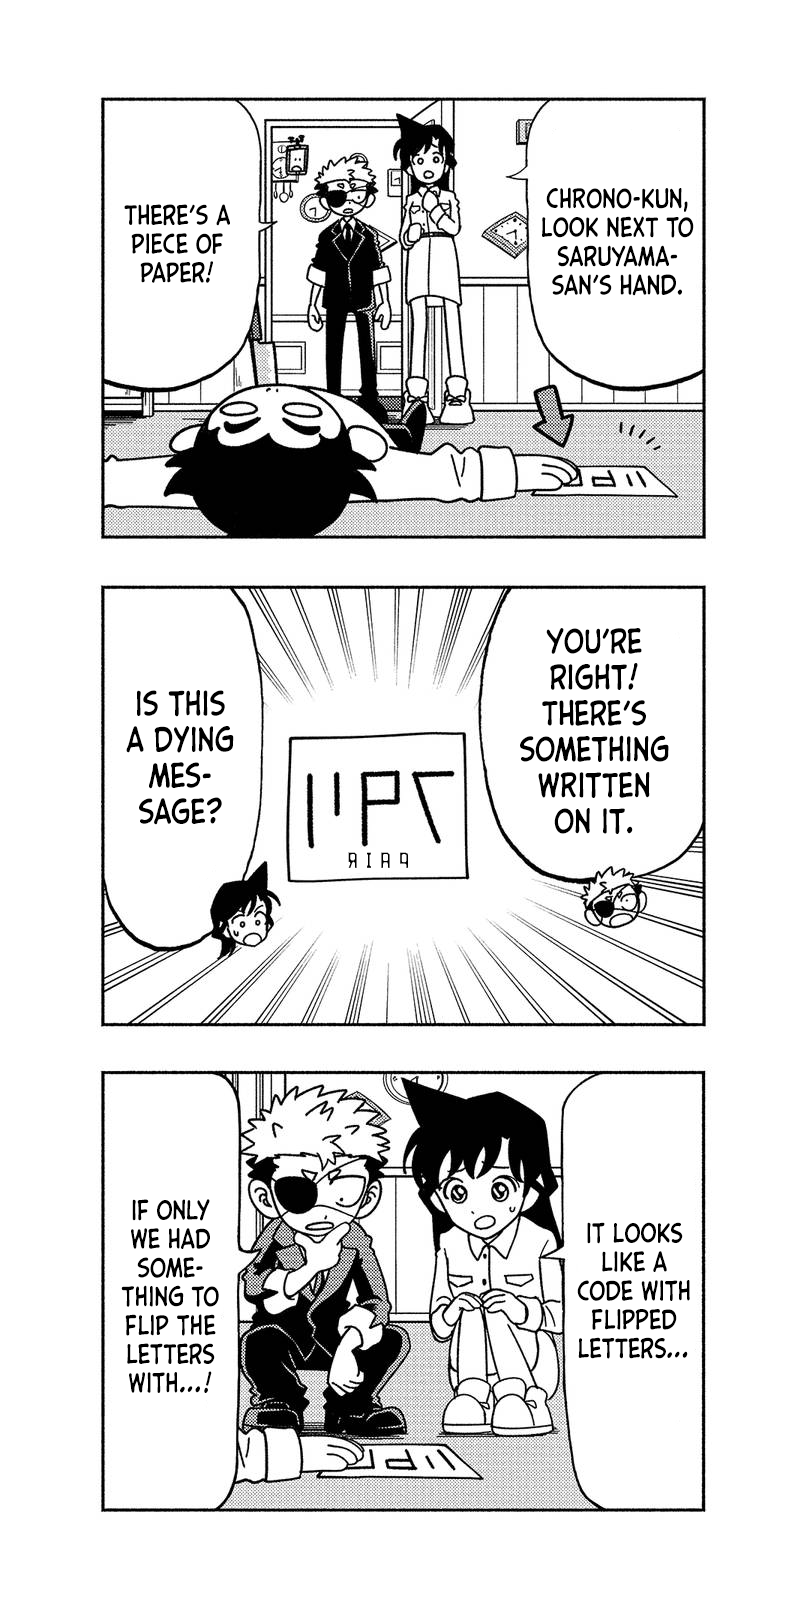 CHRONO-KUN,
LOOK NEXT TO
SARUYAMA-
SAN'S HAND.
THERE'S A
PIECE OF
PAPER!
YOU'RE
RIGHT!
THERE'S
SOMETHING
WRITTEN
ON IT.
IS THIS
A DYING
MES-
SAGE?
IT LOOKS
LIKE A
CODE WITH
FLIPPED
LETTERS...
IF ONLY
WE HAD
SOME-
THING TO
FLIP THE
LETTERS
WITH...!